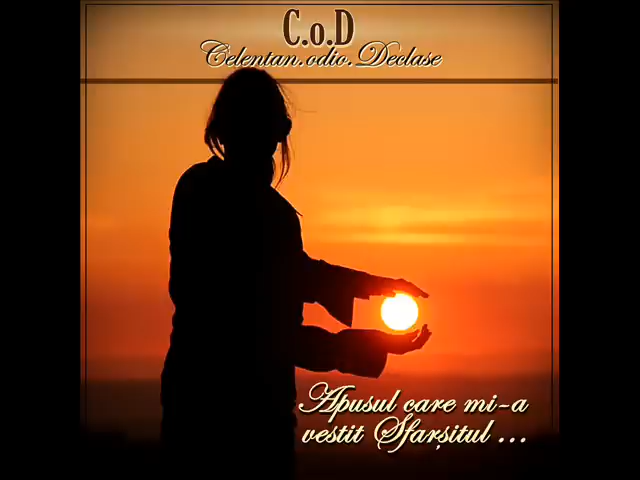 C.o.D
Celentan.odio.Declase
Apusul care mi-a
vestit Sfarșitul ...